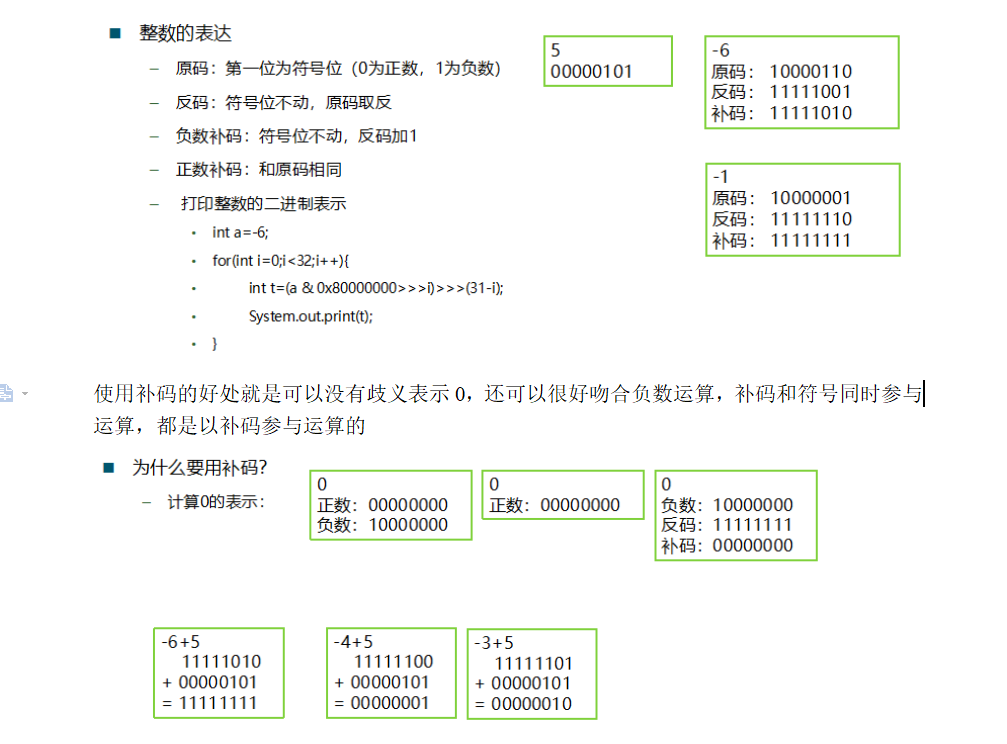 ■ 整数的表达
– 原码：第一位为符号位（0为正数，1为负数）
– 反码：符号位不动，原码取反
– 负数补码：符号位不动，反码加1
– 正数补码：和原码相同
– 打印整数的二进制表示
• int a=-6;
• for(int i=0;i<32;i++){
• int t=(a & 0x80000000>>>i)>>>(31-i);
• System.out.print(t);
• }
5
00000101
-6
原码： 10000110
反码： 11111001
补码： 11111010
-1
原码： 10000001
反码： 11111110
补码： 11111111
使用补码的好处就是可以没有歧义表示 0，还可以很好吻合负数运算，补码和符号同时参与
运算，都是以补码参与运算的
■ 为什么要用补码？
– 计算0的表示：
0
正数：00000000
负数：10000000
0
正数：00000000
0
负数：10000000
反码：11111111
补码：00000000
-6+5
11111010
+ 00000101
= 11111111
-4+5
11111100
+ 00000101
= 00000001
-3+5
11111101
+ 00000101
= 00000010